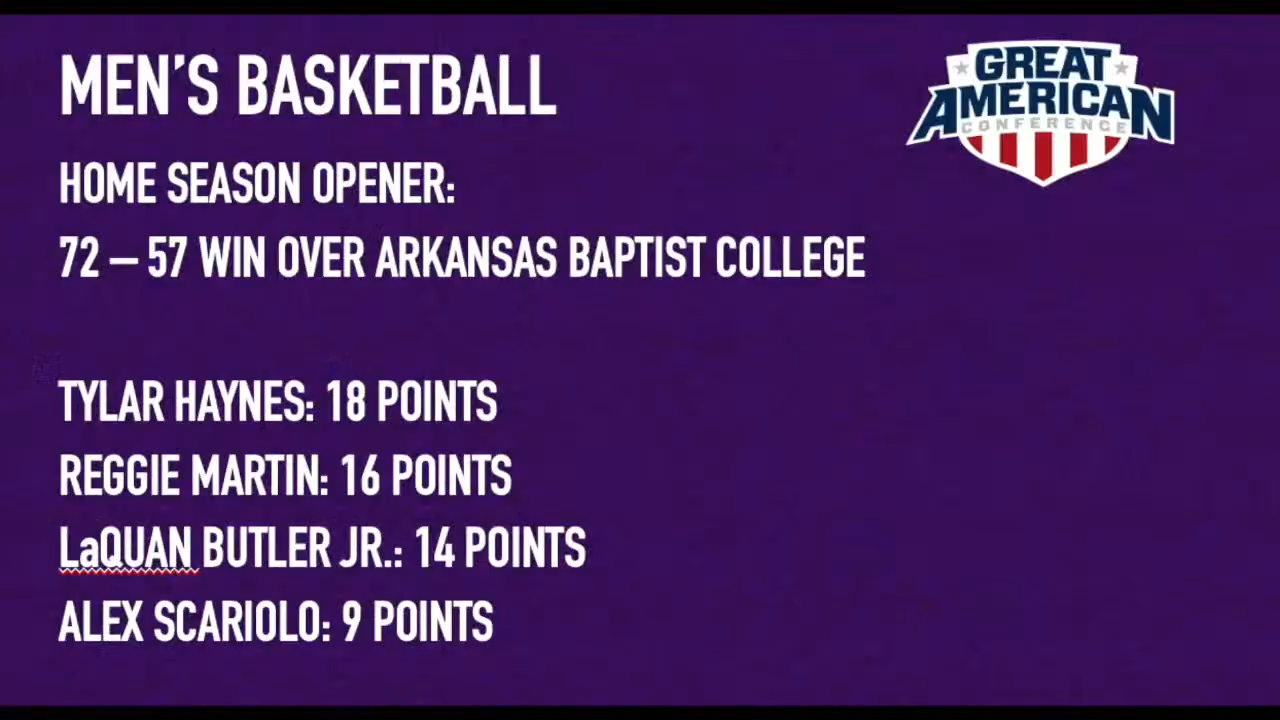 MEN'S BASKETBALL
GREAT
AMERICAN
CONFERENCE
HOME SEASON OPENER:
72 – 57 WIN OVER ARKANSAS BAPTIST COLLEGE
TYLAR HAYNES: 18 POINTS
REGGIE MARTIN: 16 POINTS
LaQUAN BUTLER JR.: 14 POINTS
ALEX SCARIOLO: 9 POINTS